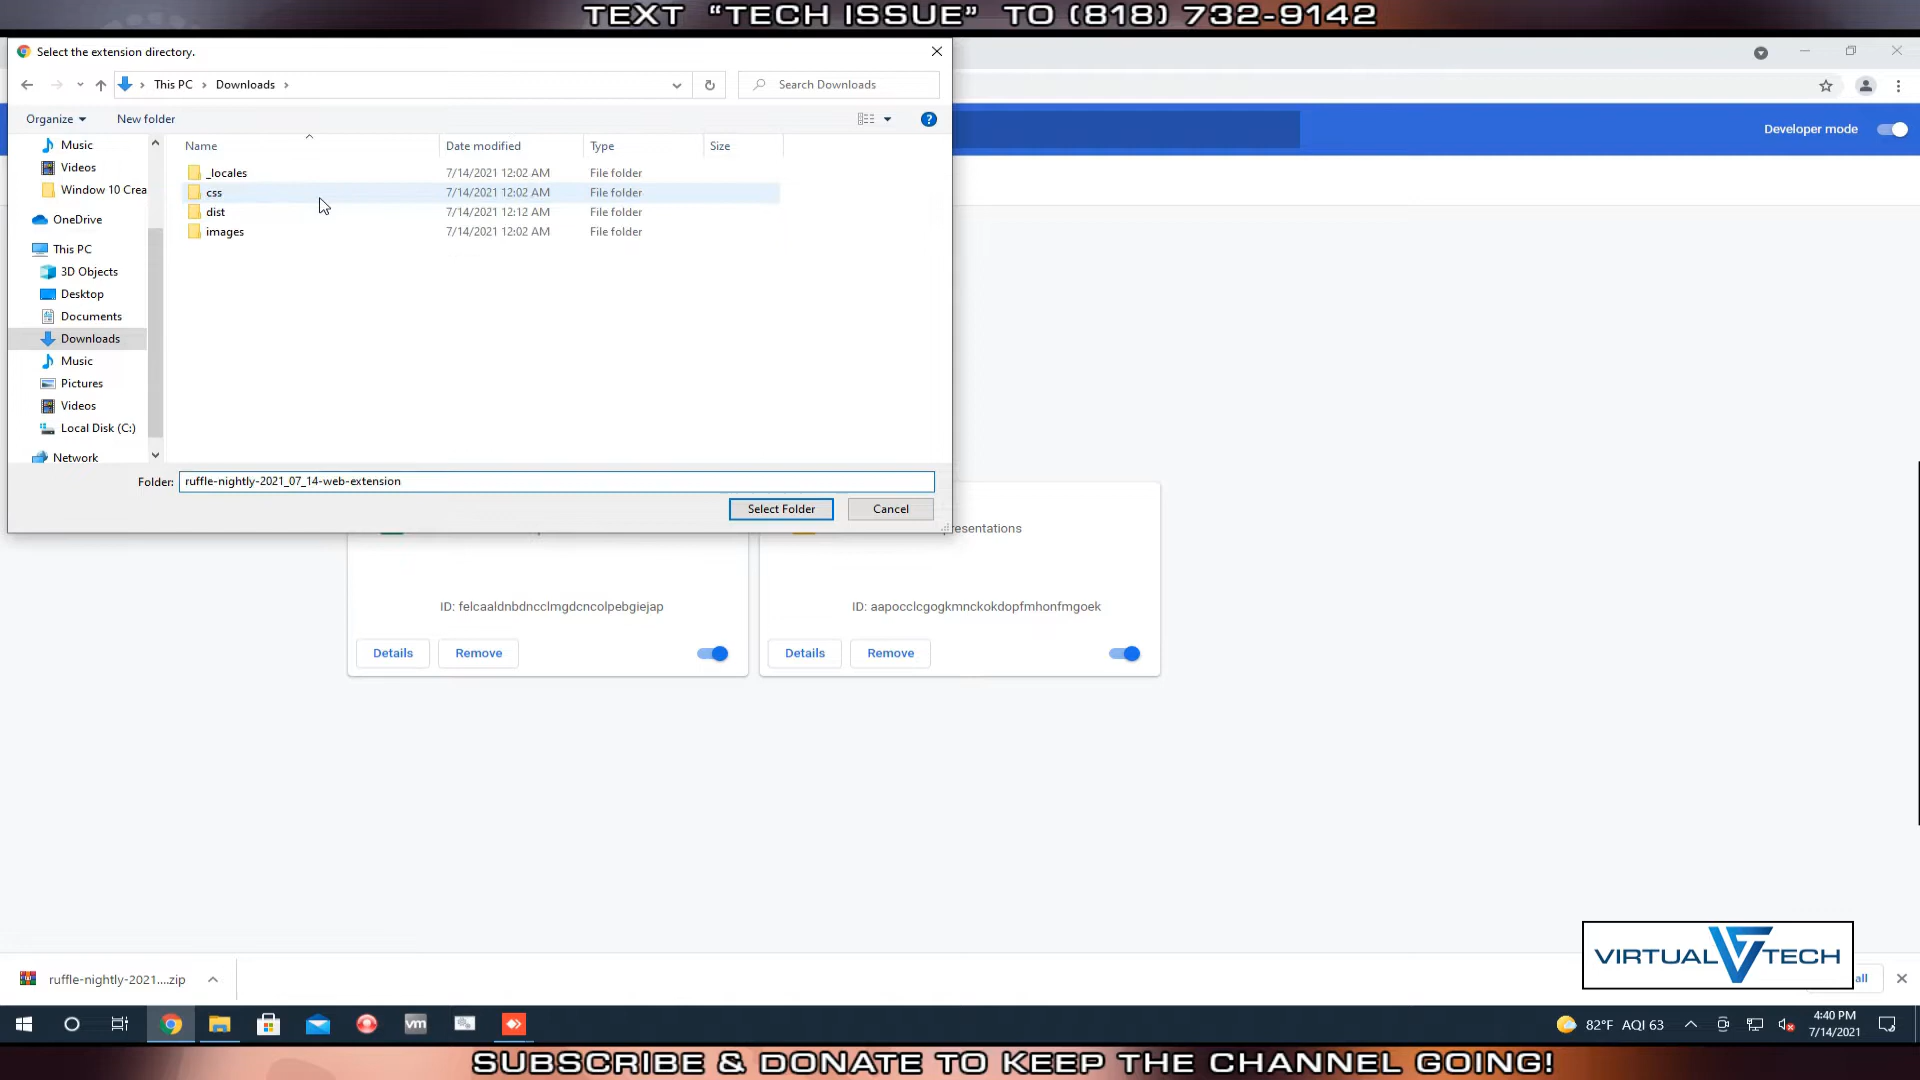 TEXT “TECH ISSUE” TO (818) 732-9142
Select the extension directory.
This PC > Downloads >
Search Downloads
Organize
New folder
Developer mode
Name
Date modified
Type
Size
_locales
7/14/2021 12:02 AM
File folder
css
7/14/2021 12:02 AM
File folder
dist
7/14/2021 12:12 AM
File folder
images
7/14/2021 12:02 AM
File folder
Music
Videos
Window 10 Crea
OneDrive
This PC
3D Objects
Desktop
Documents
Downloads
Music
Pictures
Videos
Local Disk (C:)
Network
Folder:
ruffle-nightly-2021_07_14-web-extension
Select Folder
Cancel
resentations
ID: felcaaldnbdncclmgdcncolpebgiejap
ID: aapocclcgogkmnckokdopfmhonfmgoek
Details
Remove
Details
Remove
VIRTUAL VT TECH
all
ruffle-nightly-2021....zip
vm
82°F AQI 63
4:40 PM
7/14/2021
SUBSCRIBE & DONATE TO KEEP THE CHANNEL GOING!